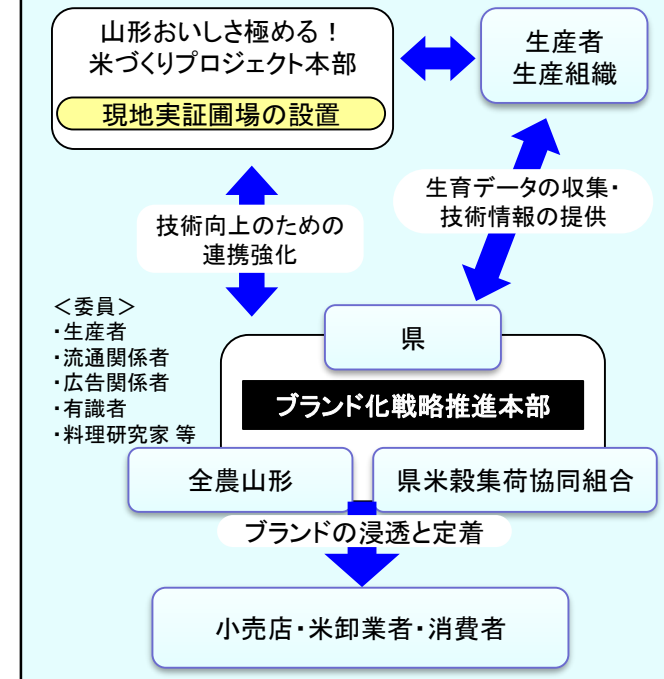 山形おいしさ極める！
米づくりプロジェクト本部
現地実証圃場の設置
生産者
生産組織
生育データの収集・
技術情報の提供
技術向上のための
連携強化
＜委員＞
・生産者
・流通関係者
・広告関係者
・有識者
・料理研究家 等
県
ブランド化戦略推進本部
全農山形
県米穀集荷協同組合
ブランドの浸透と定着
小売店・米卸業者・消費者